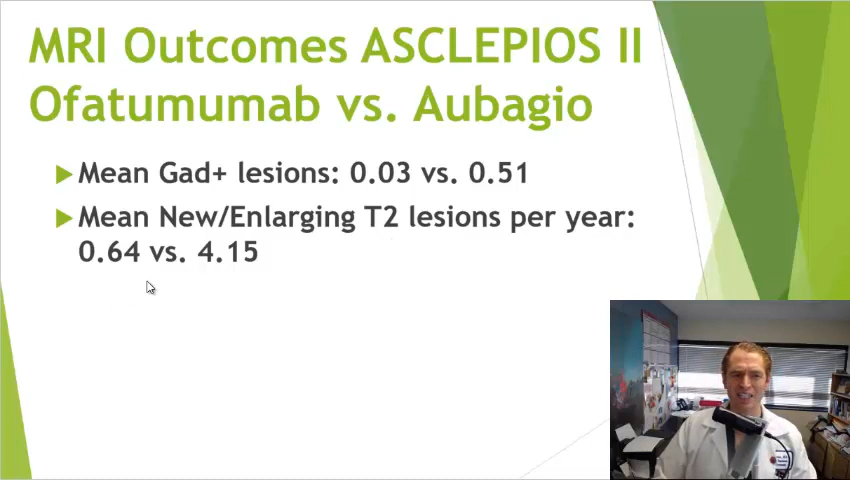 MRI Outcomes ASCLEPIOS II
Ofatumumab vs. Aubagio
Mean Gad+ lesions: 0.03 vs. 0.51
Mean New/Enlarging T2 lesions per year:
0.64 vs. 4.15